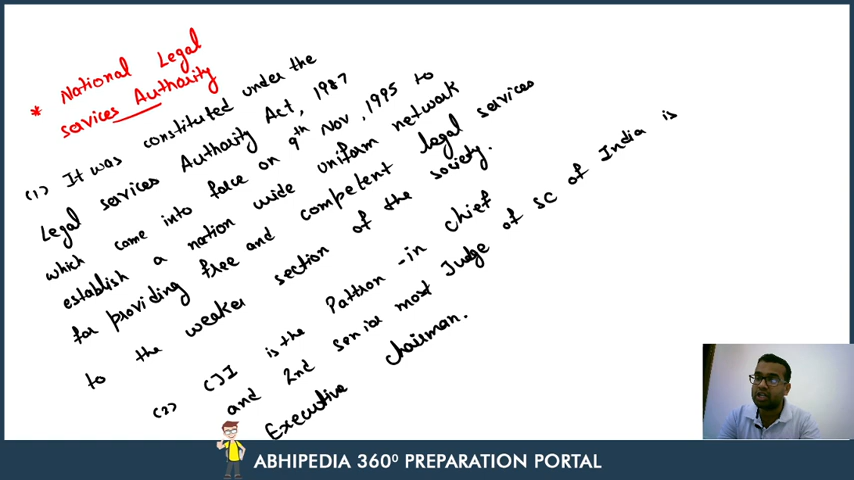 * National Legal
services Authority
(1) It was constituted under the
Legal services Authority Act, 1987
which came into force on 9th Nov, 1995 to
establish a nation wide uniform network
for providing free and competent legal services
to the weaker section of the society.
(2) CJI is the Pattron-in chief
and 2nd senior most Judge of SC of India is
Executive chairman.
ABHIPEDIA 360° PREPARATION PORTAL